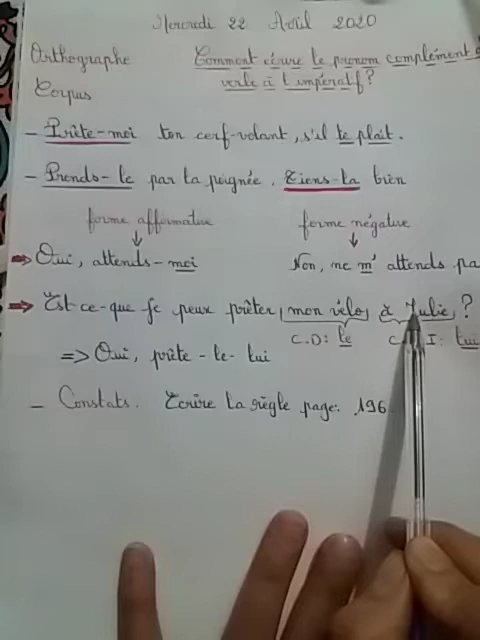 Mercredi 22 Août 2020
Orthographe Comment écrire le pronom complément
verbe à l'impératif?
Corpus
- Prête-moi ton cerf-volant, s'il te plaît.
- Prends-le par la poignée. Tiens-la bien
forme affirmative forme négative
Oui, attends-moi Non, ne m'attends pa
Est-ce-que je peux prêter mon vélo à Julie ?
C.D: le C. I: lui
=> Oui, prête-le-lui
- Constats. Ecrire la règle page: 196